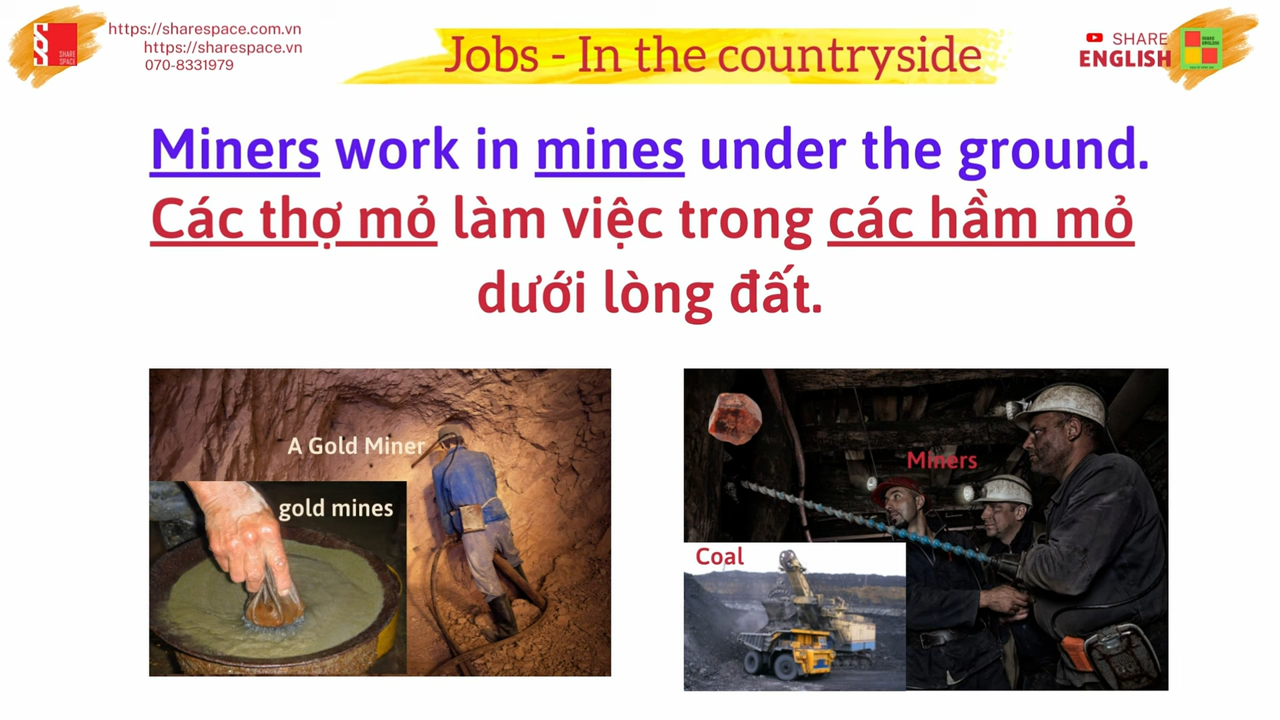 https://sharespace.com.vn
https://sharespace.vn
070-8331979
SHARE
SPACE
Jobs - In the countryside
SHARE
ENGLISH
Miners work in mines under the ground.
Các thợ mỏ làm việc trong các hầm mỏ
dưới lòng đất.
A Gold Miner
gold mines
Miners
Coal